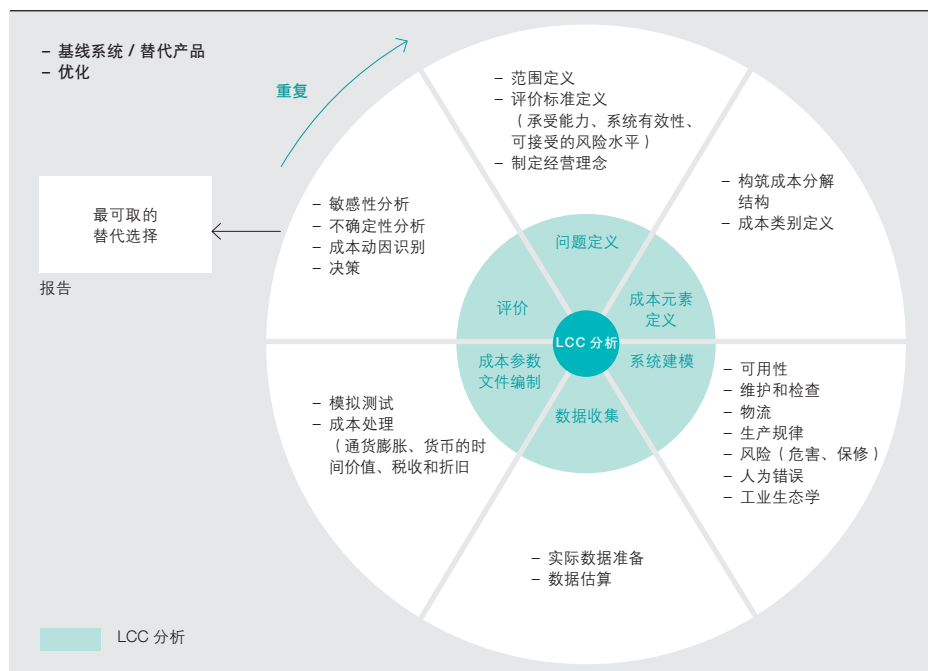 – 基线系统 / 替代产品
– 优化
重复
– 范围定义
– 评价标准定义
（承受能力、系统有效性、
可接受的风险水平）
– 制定经营理念
– 构筑成本分解
结构
– 成本类别定义
最可取的
替代选择
报告
– 敏感性分析
– 不确定性分析
– 成本动因识别
– 决策
问题定义
评价
成本元素
定义
LCC 分析
成本参数
文件编制
系统建模
数据收集
– 可用性
– 维护和检查
– 物流
– 生产规律
– 风险（危害、保修）
– 人为错误
– 工业生态学
– 模拟测试
– 成本处理
（通货膨胀、货币的时
间价值、税收和折旧
– 实际数据准备
– 数据估算
LCC 分析